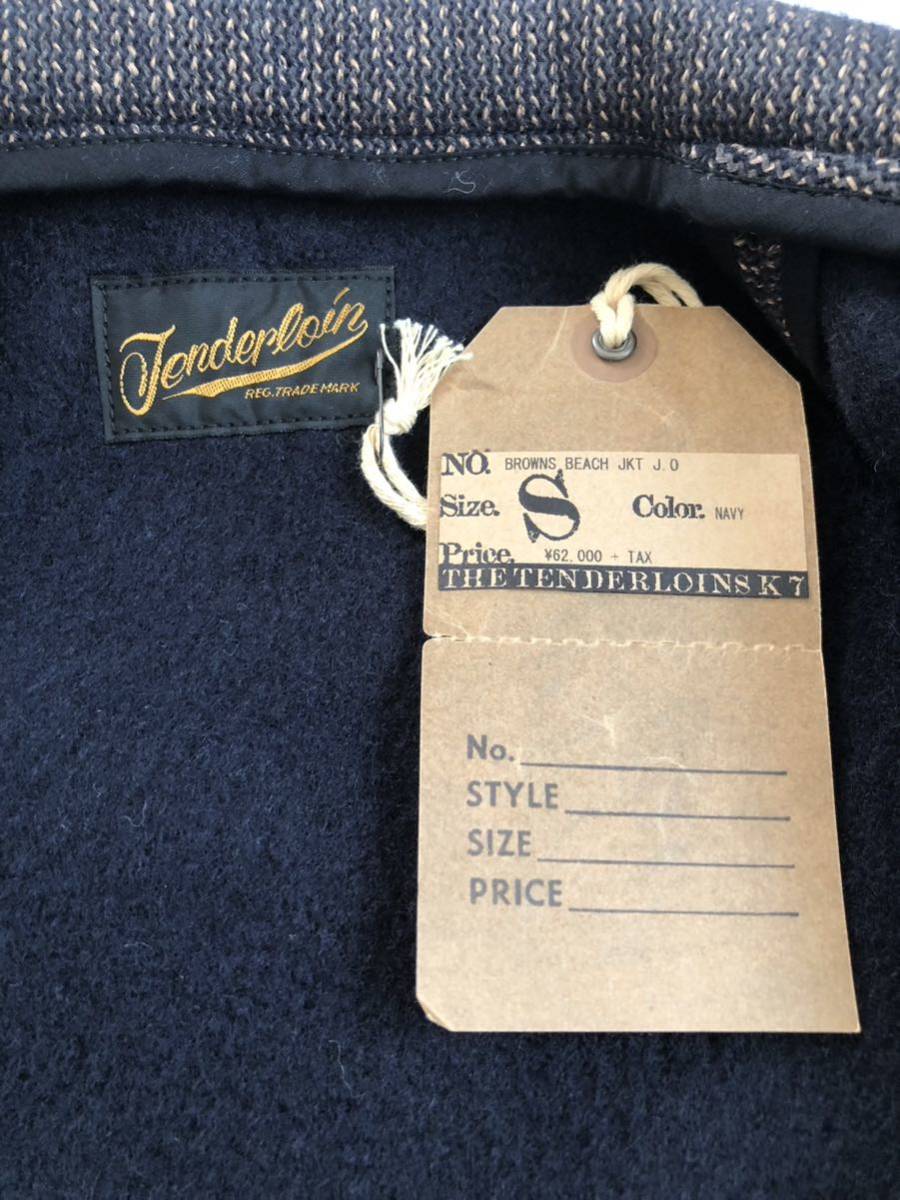 Tenderloin
REG. TRADE MARK
NO. BROWNS BEACH JKT J.O
Size. S Color. NAVY
Price. ¥62.000 + TAX
THE TENDERLOINS K 7
No.
STYLE
SIZE
PRICE